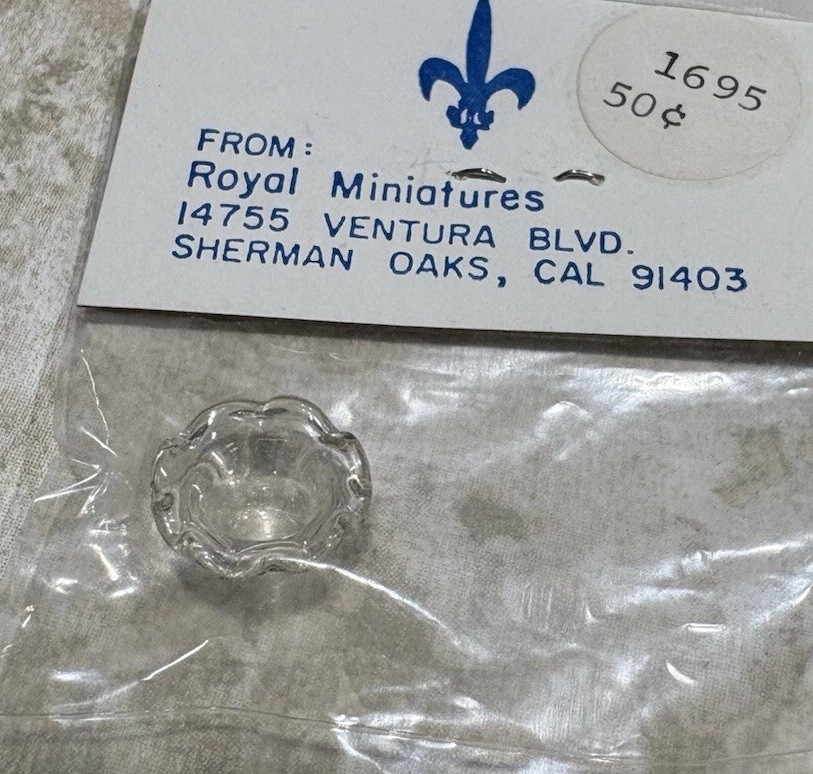 1695
50¢
FROM:
Royal Miniatures
14755 VENTURA BLVD.
SHERMAN OAKS, CAL 91403